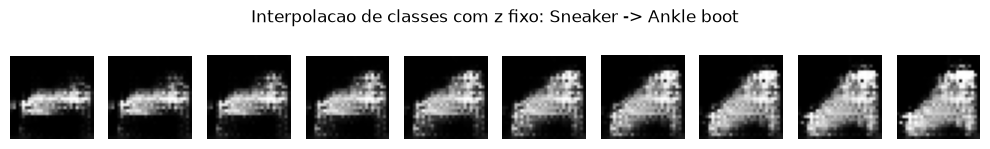 Interpolacao de classes com z fixo: Sneaker -> Ankle boot